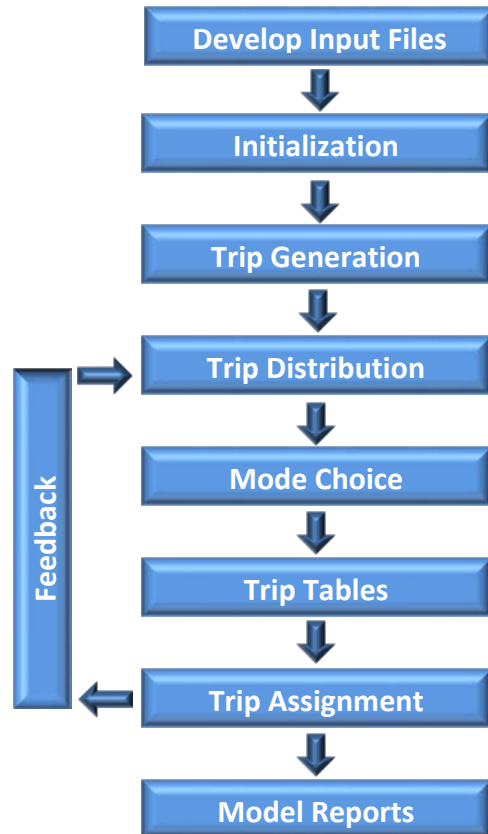 Develop Input Files
Initialization
Trip Generation
Trip Distribution
Mode Choice
Trip Tables
Trip Assignment
Model Reports
Feedback